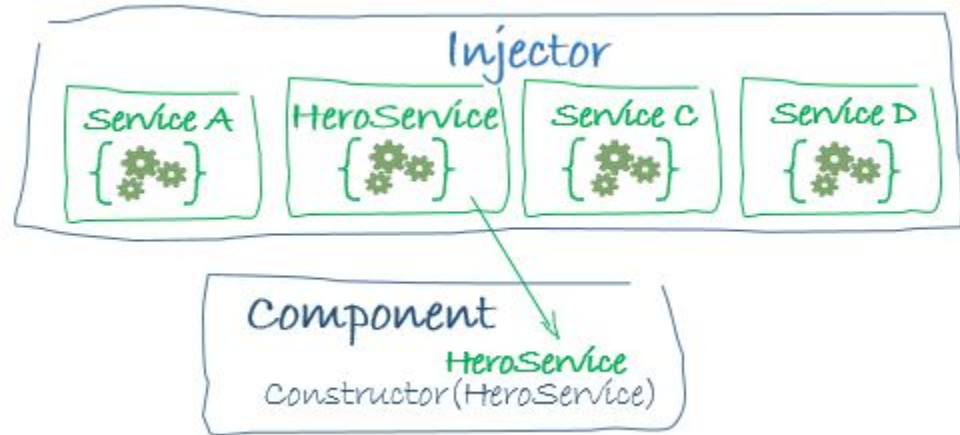 Injector
Service A
HeroService
Service C
Service D
Component
HeroService
Constructor(HeroService)